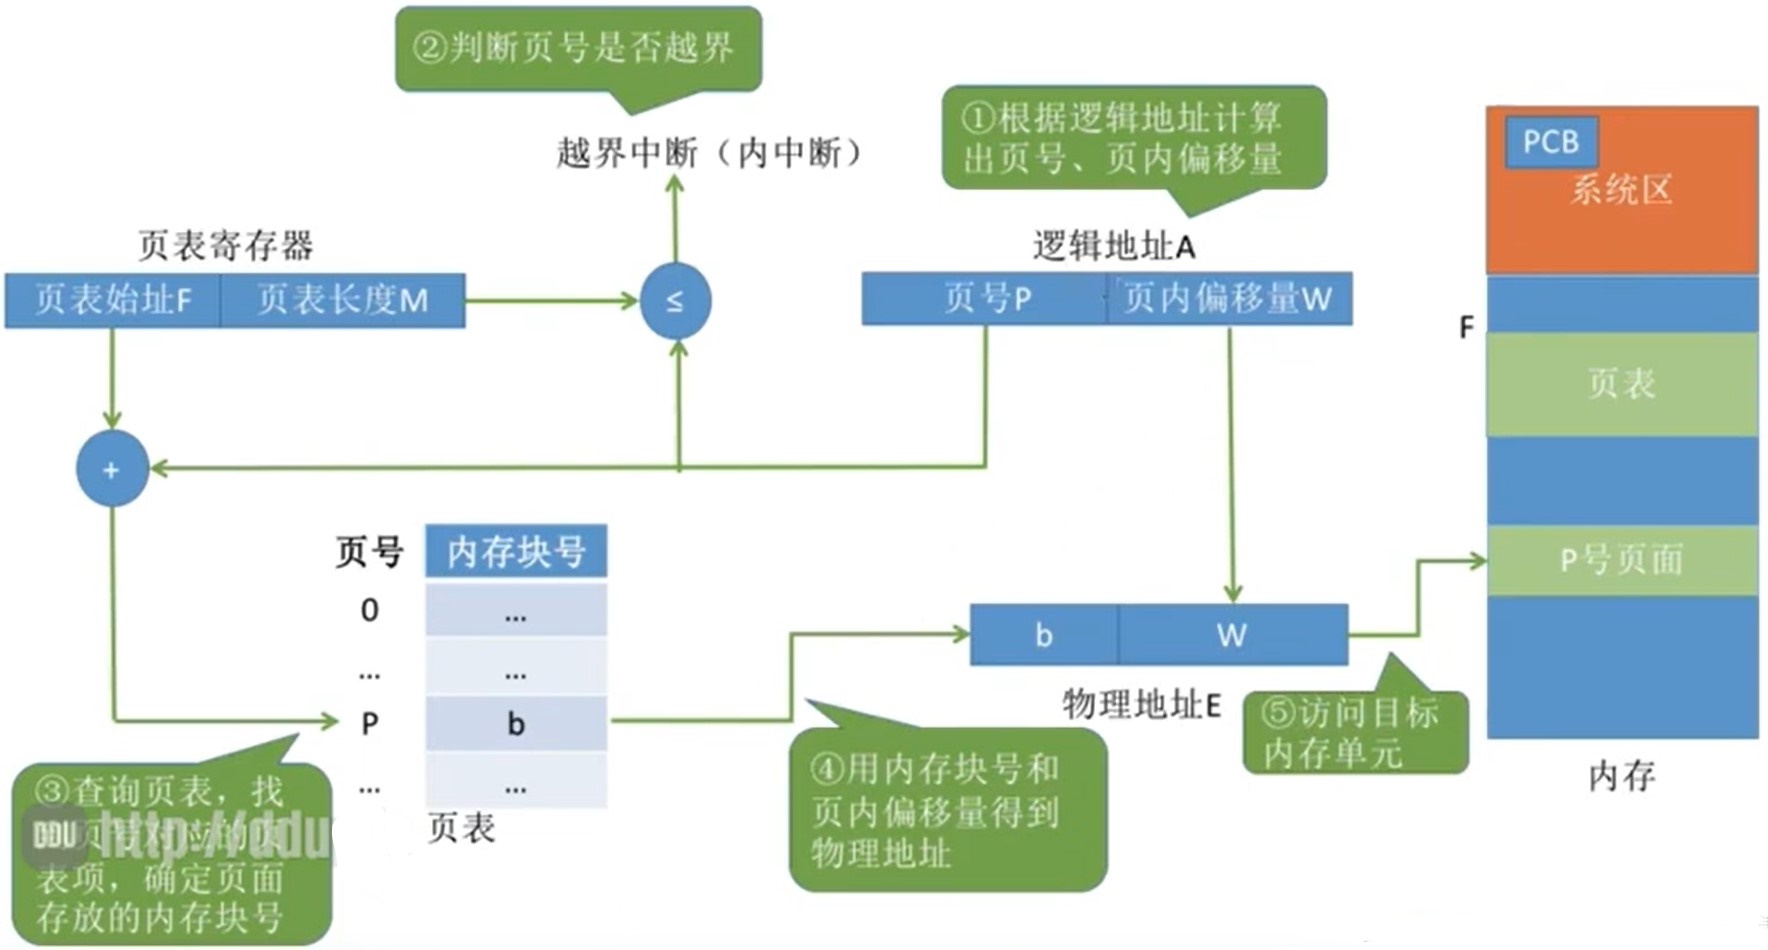 ②判断页号是否越界
越界中断（内中断）
①根据逻辑地址计算
出页号、页内偏移量
PCB
系统区
页表寄存器
逻辑地址A
页表始址F
页表长度M
≤
页号P
页内偏移量W
F
页表
+
页号
内存块号
0
...
...
...
P
b
...
...
页表
b
W
物理地址E
P号页面
内存
③查询页表，找
页号对应的页
表项，确定页面
存放的内存块号
DDU http://ddu
④用内存块号和
页内偏移量得到
物理地址
⑤访问目标
内存单元